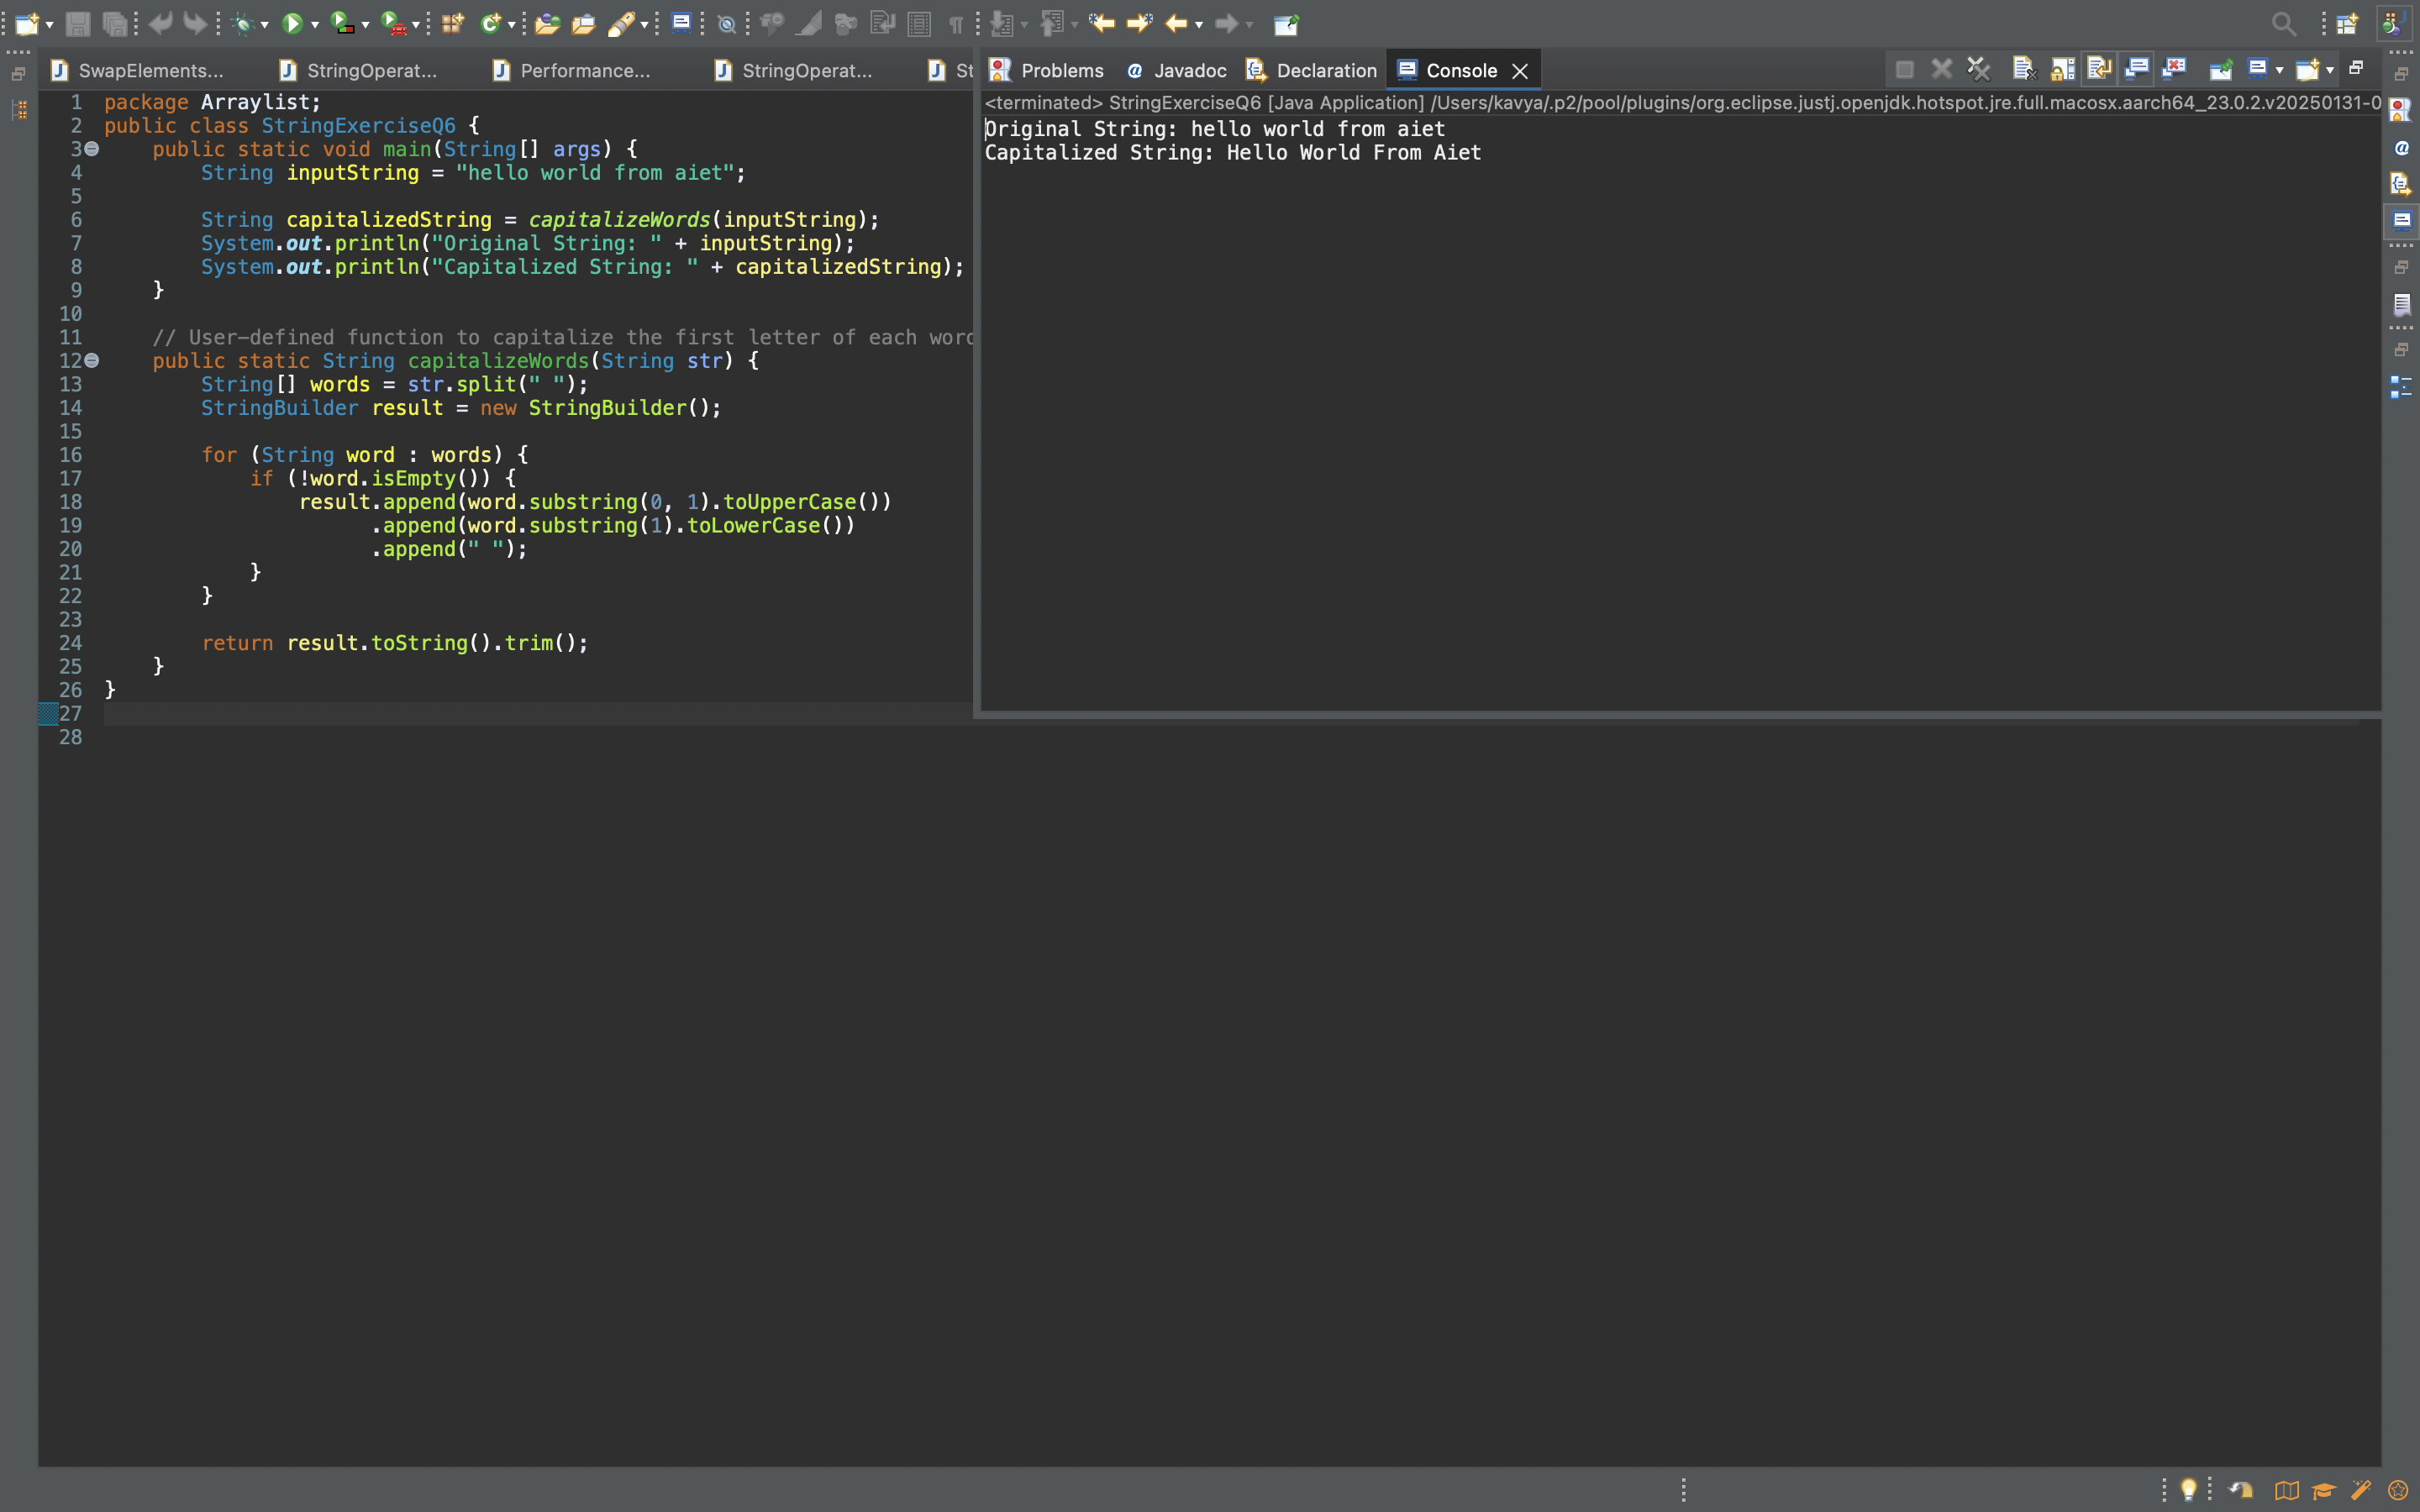 SwapElements...
StringOperat...
Performance...
StringOperat...
St
Problems
@ Javadoc
Declaration
Console
1 package Arraylist;
2 public class StringExerciseQ6 {
3 public static void main(String[] args) {
4 String inputString = "hello world from aiet";
5
6 String capitalizedString = capitalizeWords(inputString);
7 System.out.println("Original String: " + inputString);
8 System.out.println("Capitalized String: " + capitalizedString);
9 }
10
11 // User-defined function to capitalize the first letter of each word
12 public static String capitalizeWords(String str) {
13 String[] words = str.split(" ");
14 StringBuilder result = new StringBuilder();
15
16 for (String word : words) {
17 if (!word.isEmpty()) {
18 result.append(word.substring(0, 1).toUpperCase())
19 .append(word.substring(1).toLowerCase())
20 .append(" ");
21 }
22 }
23
24 return result.toString().trim();
25 }
26 }
27
28
<terminated> StringExerciseQ6 [Java Application] /Users/kavya/.p2/pool/plugins/org.eclipse.justj.openjdk.hotspot.jre.full.macosx.aarch64_23.0.2.v20250131-0
Original String: hello world from aiet
Capitalized String: Hello World From Aiet